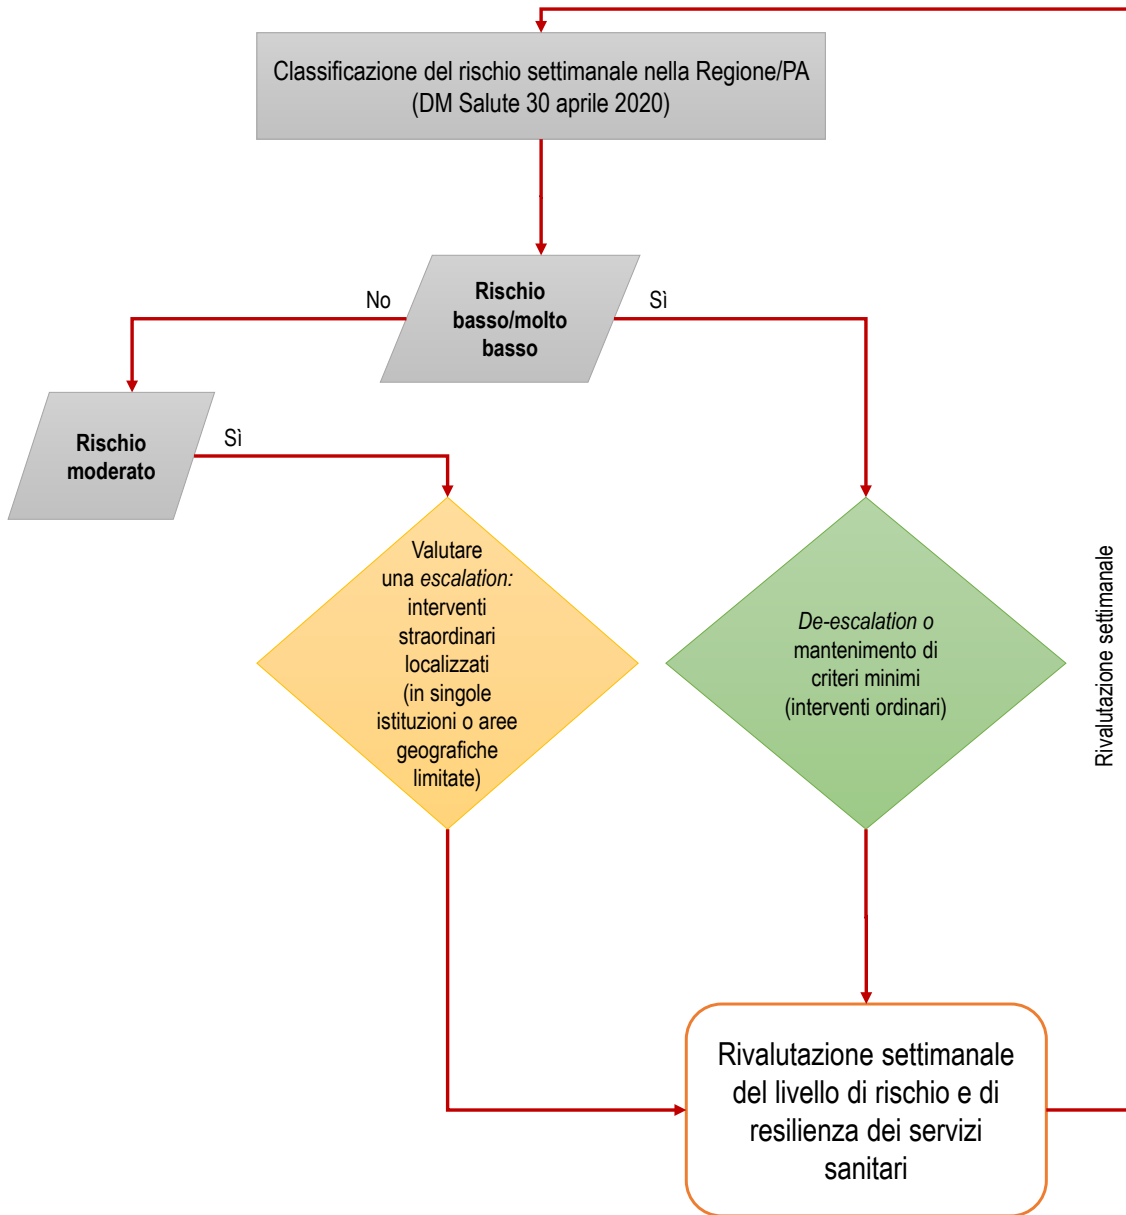 Classificazione del rischio settimanale nella Regione/PA
(DM Salute 30 aprile 2020)
No
Rischio
basso/molto
basso
Sì
Rischio
moderato
Sì
Valutare
una escalation:
interventi
straordinari
localizzati
(in singole
istituzioni o aree
geografiche
limitate)
De-escalation o
mantenimento di
criteri minimi
(interventi ordinari)
Rivalutazione settimanale
Rivalutazione settimanale
del livello di rischio e di
resilienza dei servizi
sanitari